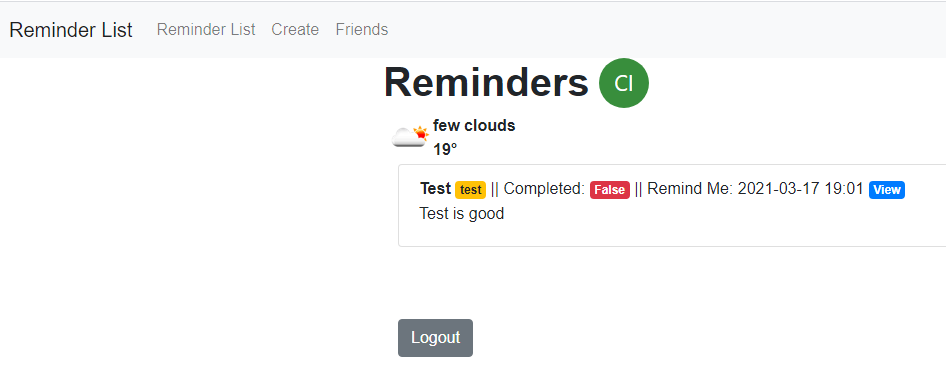 Reminder List Reminder List Create Friends
Reminders CI
few clouds
19°
Test test || Completed: False || Remind Me: 2021-03-17 19:01 View
Test is good
Logout